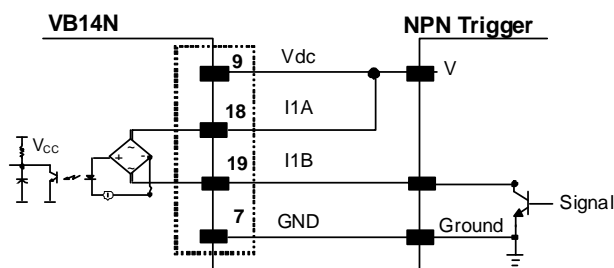 VB14N NPN Trigger
9 Vdc V
18 I1A
Vcc
+ ~ ~ -
19 I1B
Signal
7 GND Ground